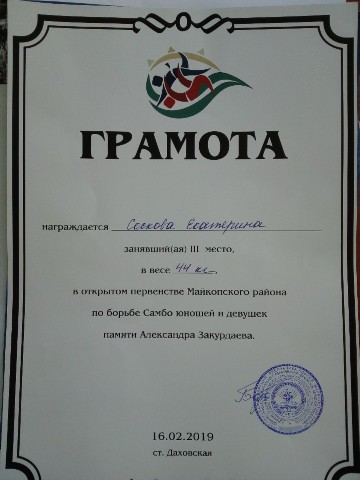 ГРАМОТА
награждается Соскова Екатерина
занявший(ая) III место,
в весе 44 кг.
в открытом первенстве Майкопского района
по борьбе Самбо юношей и девушек
памяти Александра Закурдаева.
16.02.2019
ст. Даховская